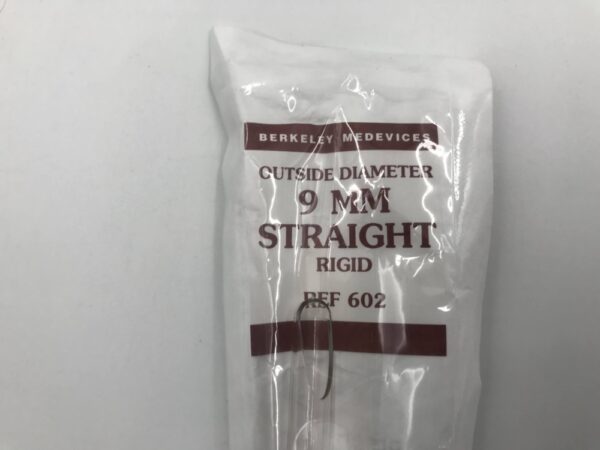 BERKELEY MEDEVICES
OUTSIDE DIAMETER
9 MM
STRAIGHT
RIGID
REF 602